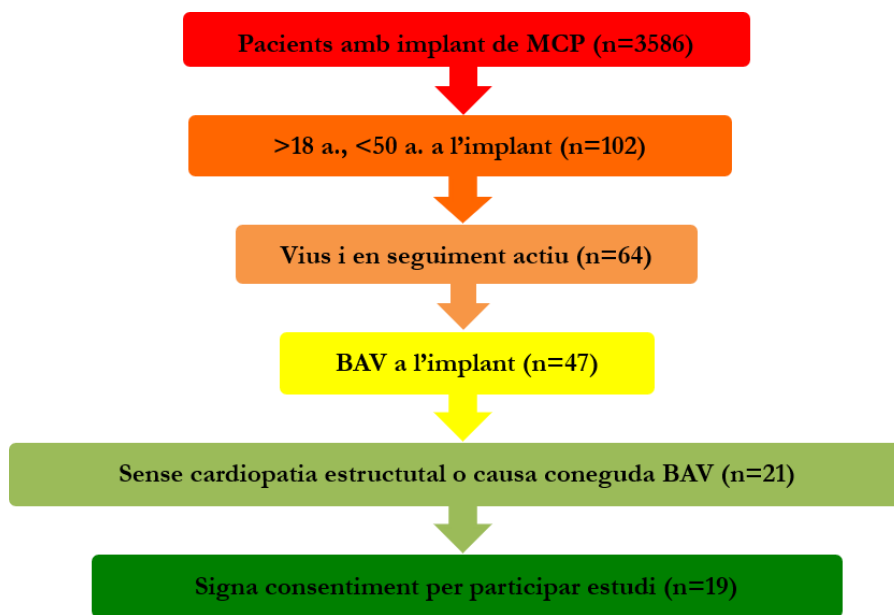 Pacients amb implant de MCP (n=3586)
>18 a., <50 a. a l'implant (n=102)
Vius i en seguiment actiu (n=64)
BAV a l'implant (n=47)
Sense cardiopatia estructutal o causa coneguda BAV (n=21)
Signa consentiment per participar estudi (n=19)